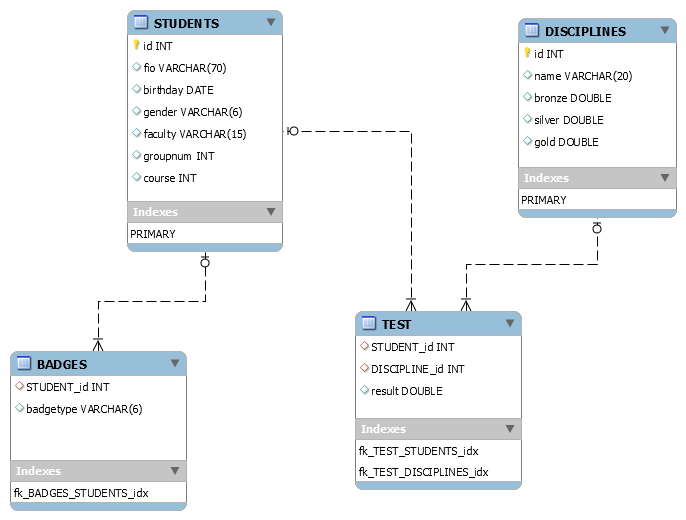 STUDENTS
id INT
fio VARCHAR(70)
birthday DATE
gender VARCHAR(6)
faculty VARCHAR(15)
groupnum INT
course INT
Indexes
PRIMARY
DISCIPLINES
id INT
name VARCHAR(20)
bronze DOUBLE
silver DOUBLE
gold DOUBLE
Indexes
PRIMARY
BADGES
STUDENT_id INT
badgetype VARCHAR(6)
Indexes
fk_BADGES_STUDENTS_idx
TEST
STUDENT_id INT
DISCIPLINE_id INT
result DOUBLE
Indexes
fk_TEST_STUDENTS_idx
fk_TEST_DISCIPLINES_idx